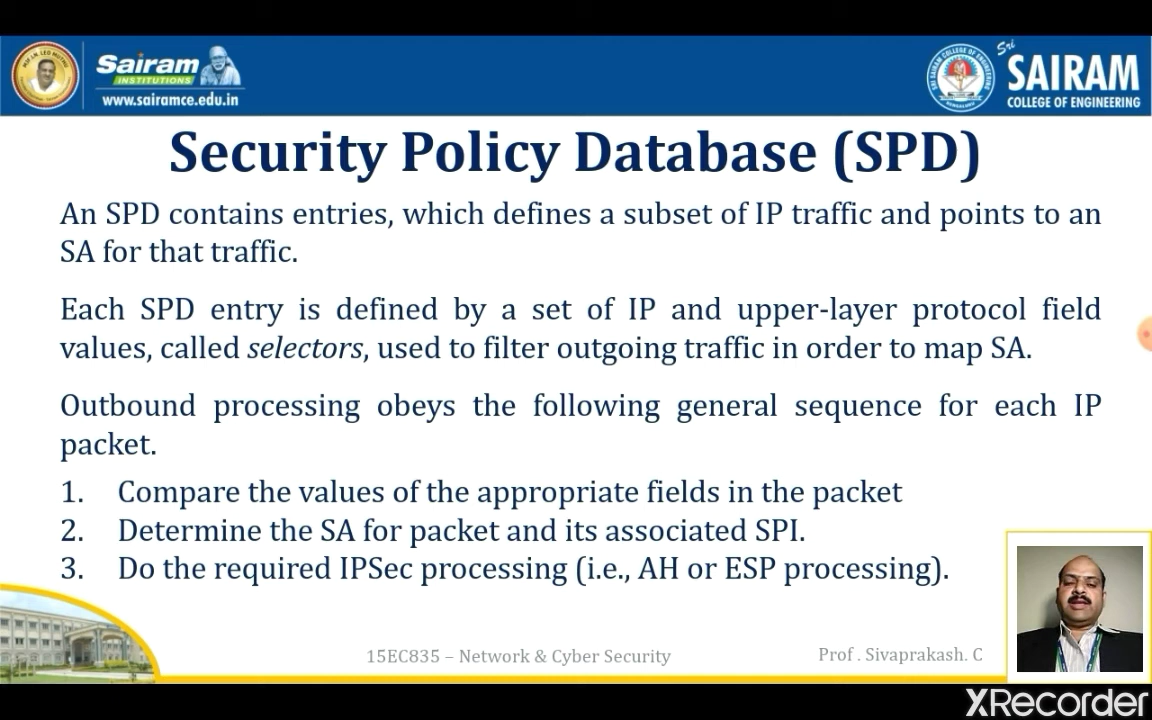 Sairam
INSTITUTIONS
www.sairamce.edu.in
Sri
SAIRAM
COLLEGE OF ENGINEERING
Security Policy Database (SPD)
An SPD contains entries, which defines a subset of IP traffic and points to an
SA for that traffic.
Each SPD entry is defined by a set of IP and upper-layer protocol field
values, called selectors, used to filter outgoing traffic in order to map SA.
Outbound processing obeys the following general sequence for each IP
packet.
1. Compare the values of the appropriate fields in the packet
2. Determine the SA for packet and its associated SPI.
3. Do the required IPSec processing (i.e., AH or ESP processing).
15EC835 – Network & Cyber Security
Prof . Sivaprakash. C
XRecorder